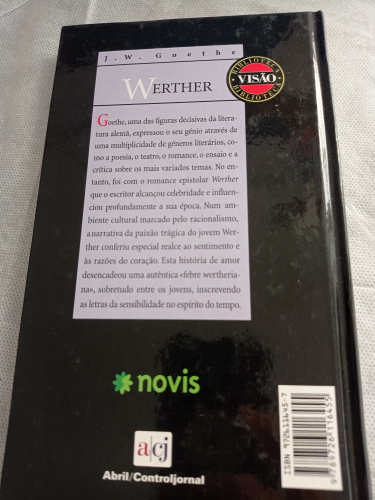 J. W. Goethe
WERTHER
BIBLIOTECA
VISÃO
BIBLIOTECA
Goethe, uma das figuras decisivas da litera-
tura alemã, expressou o seu génio através de
uma multiplicidade de géneros literários, co-
mo a poesia, o teatro, o romance, o ensaio e a
crítica sobre os mais variados temas. No en-
tanto, foi com o romance epistolar Werther
que o escritor alcançou celebridade e influen-
ciou profundamente a sua época. Num am-
biente cultural marcado pelo racionalismo,
a narrativa da paixão trágica do jovem Wer-
ther conferiu especial realce ao sentimento e
às razões do coração. Esta história de amor
desencadeou uma autêntica «febre wertheria-
na», sobretudo entre os jovens, inscrevendo
as letras da sensibilidade no espírito do tempo.
novis
a/cj
Abril/Controljornal
ISBN 972611645-7
9789726116455